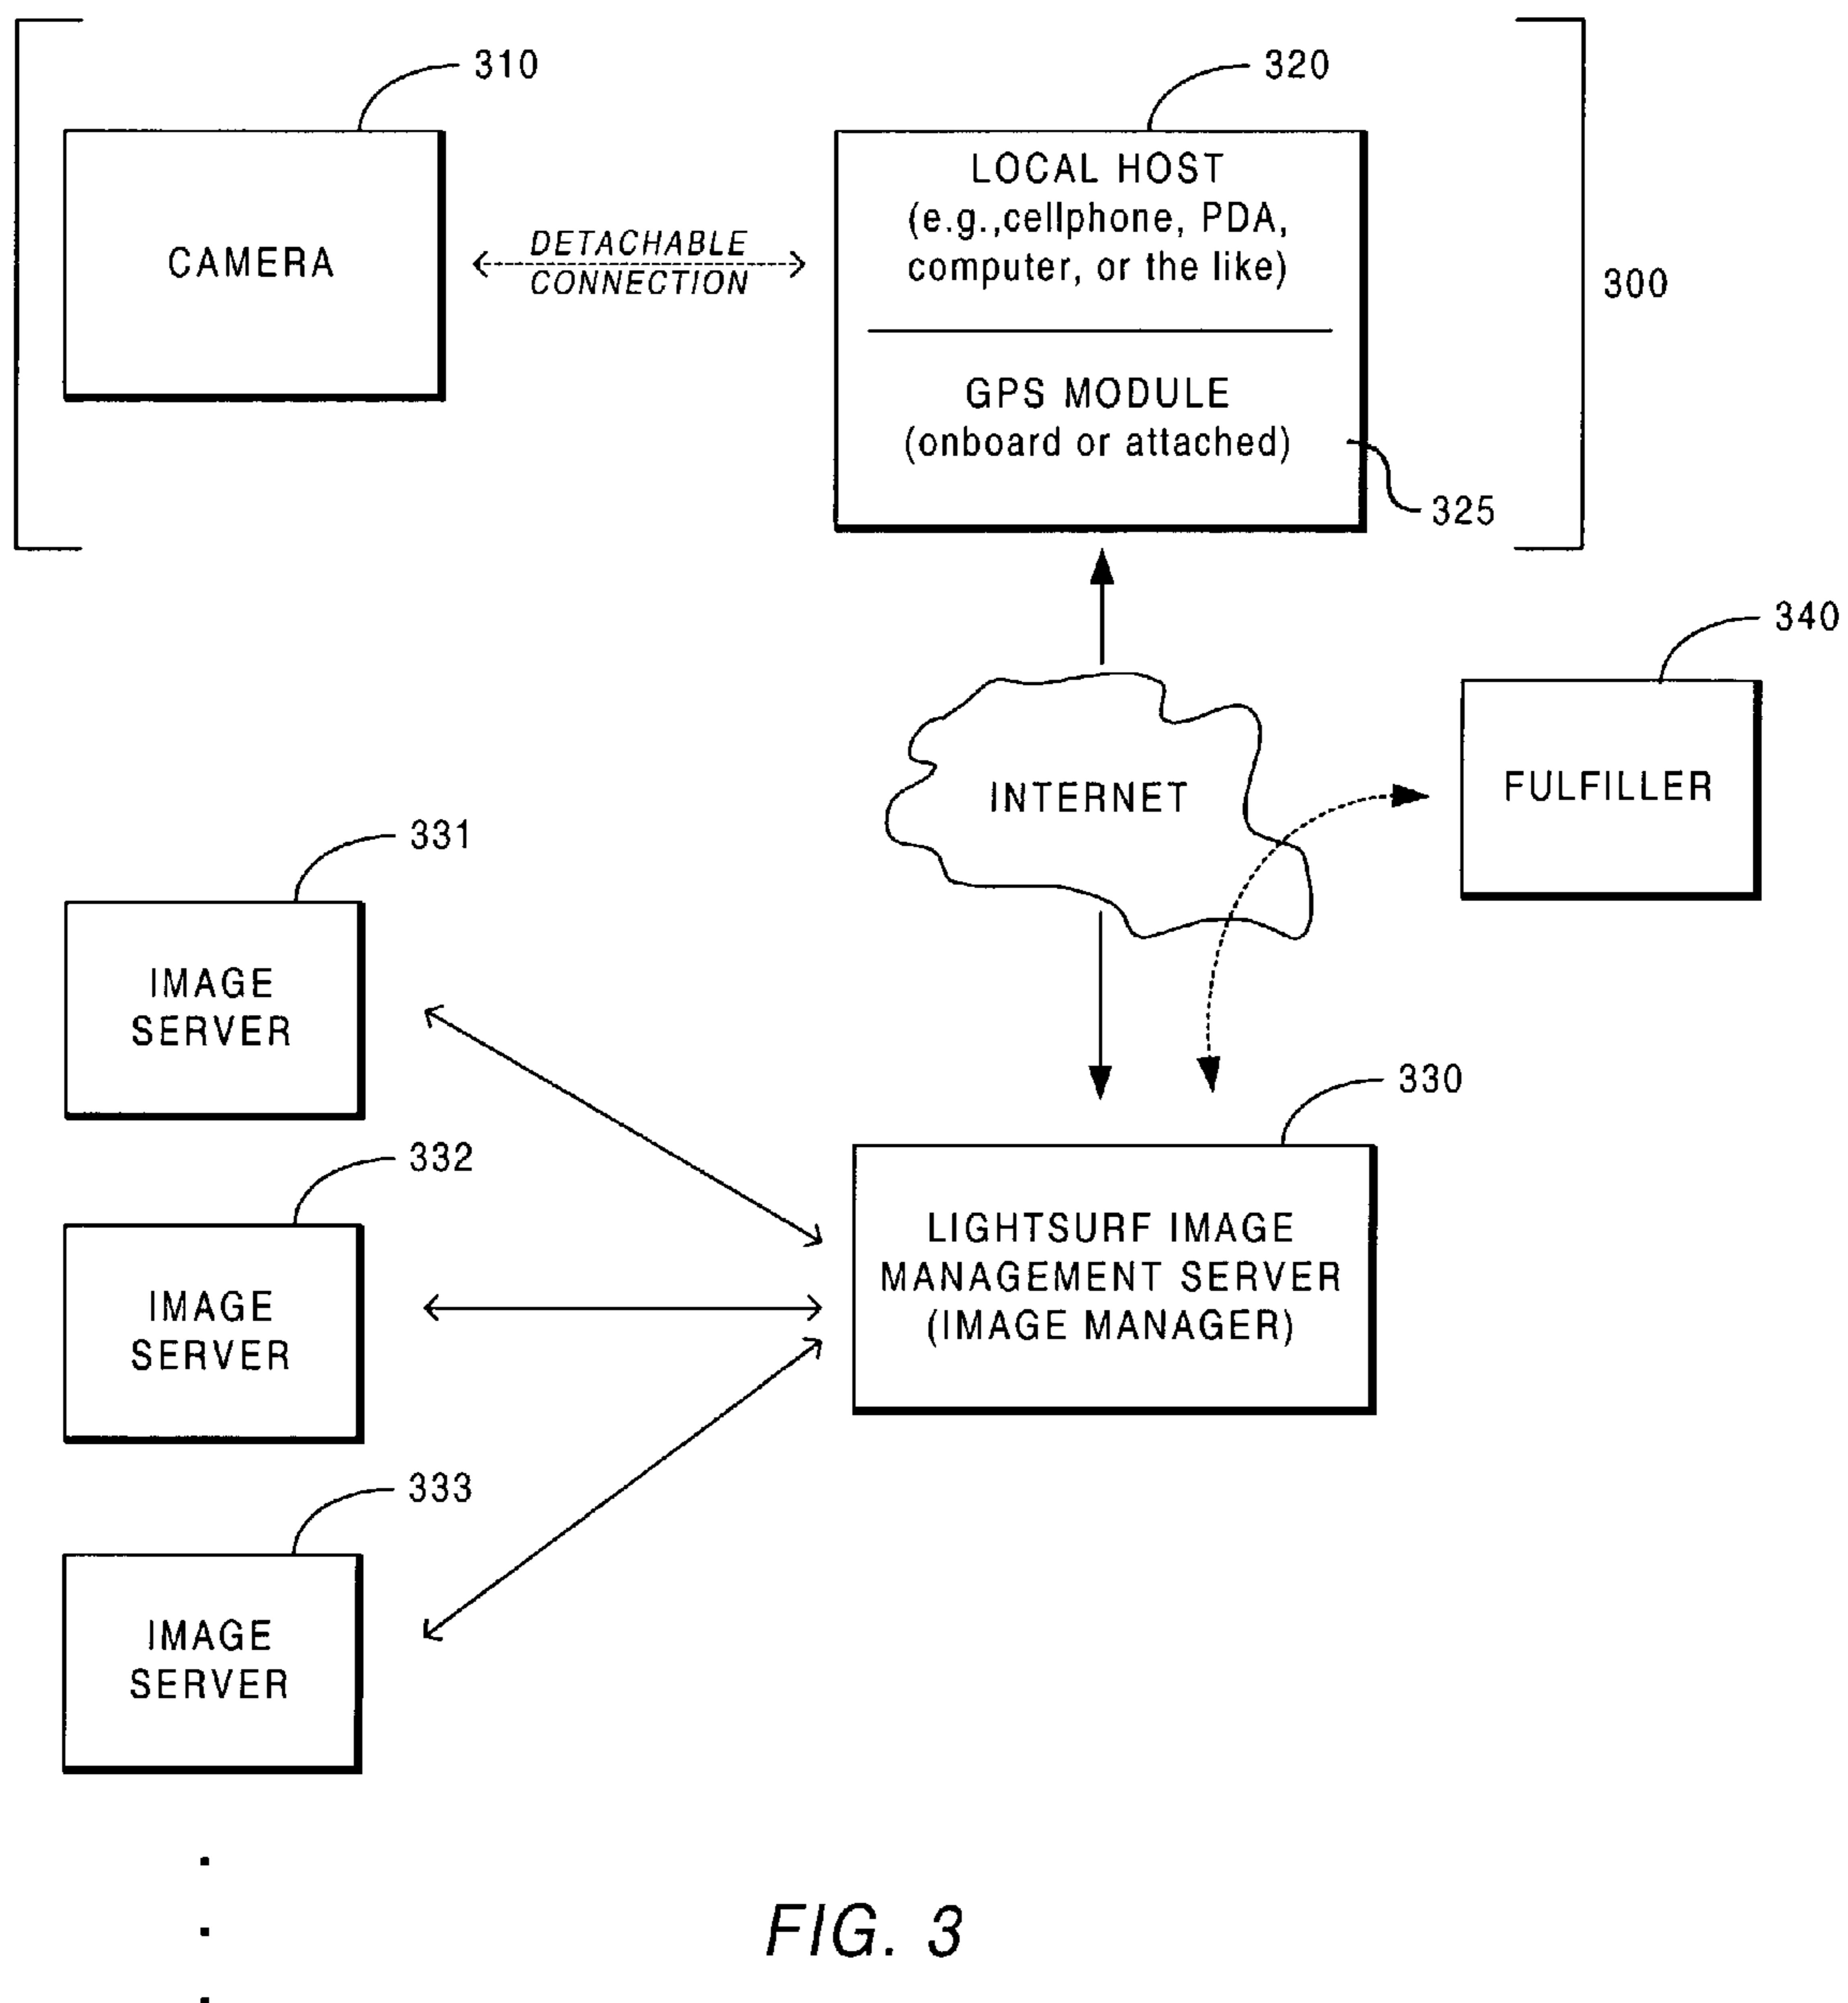 310
320
CAMERA
DETACHABLE
CONNECTION
LOCAL HOST
(e.g.,cellphone, PDA,
computer, or the like)
300
GPS MODULE
(onboard or attached)
325
340
INTERNET
FULFILLER
331
IMAGE
SERVER
330
332
LIGHTSURF IMAGE
MANAGEMENT SERVER
(IMAGE MANAGER)
IMAGE
SERVER
333
IMAGE
SERVER
FIG. 3